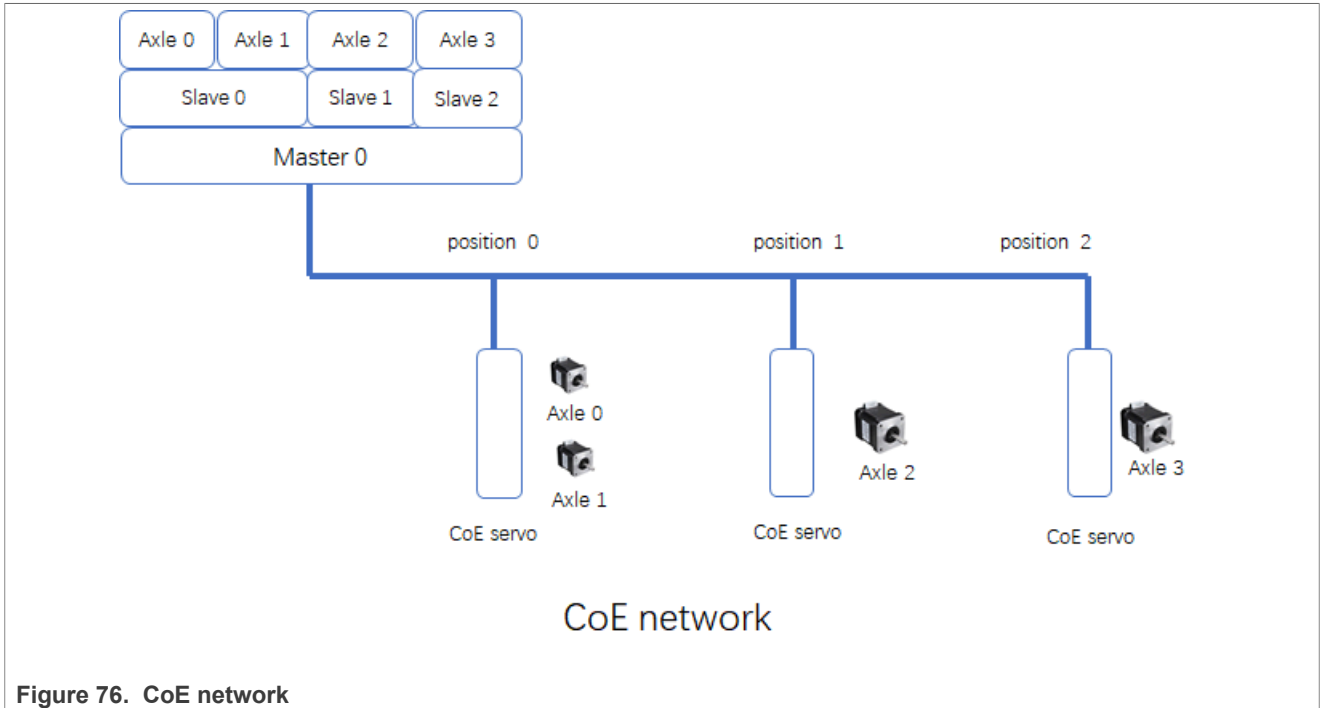 Axle 0 Axle 1 Axle 2 Axle 3
Slave 0 Slave 1 Slave 2
Master 0
position 0 position 1 position 2
Axle 0
Axle 1
Axle 2
Axle 3
CoE servo CoE servo CoE servo
CoE network
Figure 76. CoE network